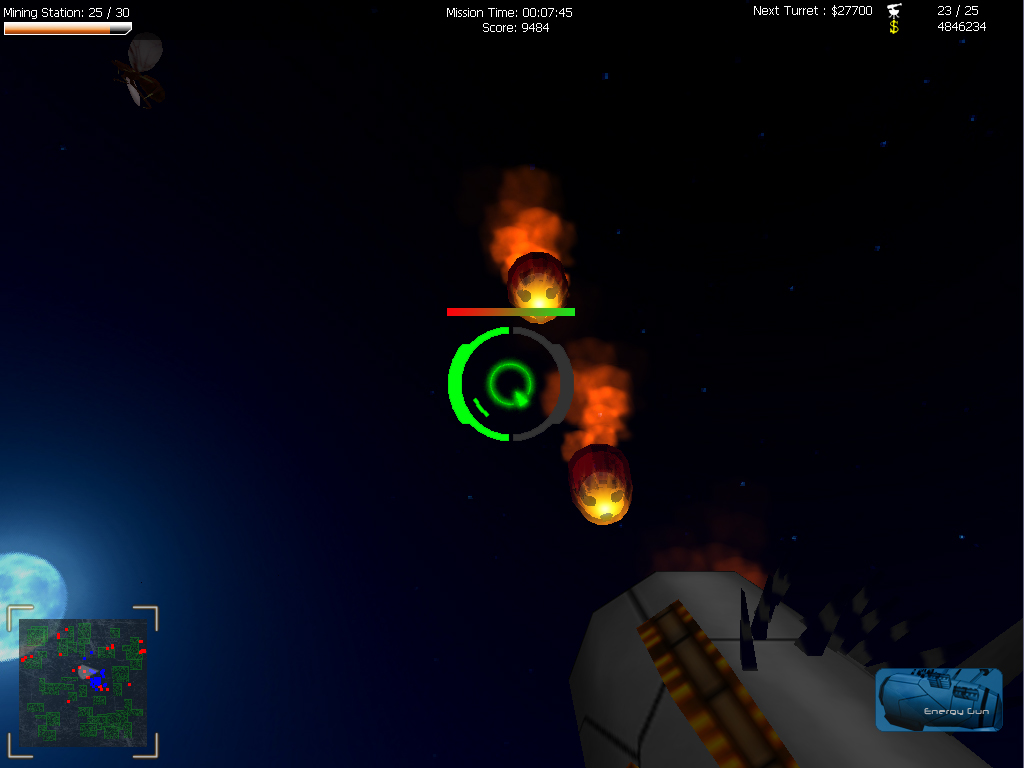 Mining Station: 25 / 30
Mission Time: 00:07:45
Score: 9484
Next Turret : $27700
23 / 25
$ 4846234
Energy Gun